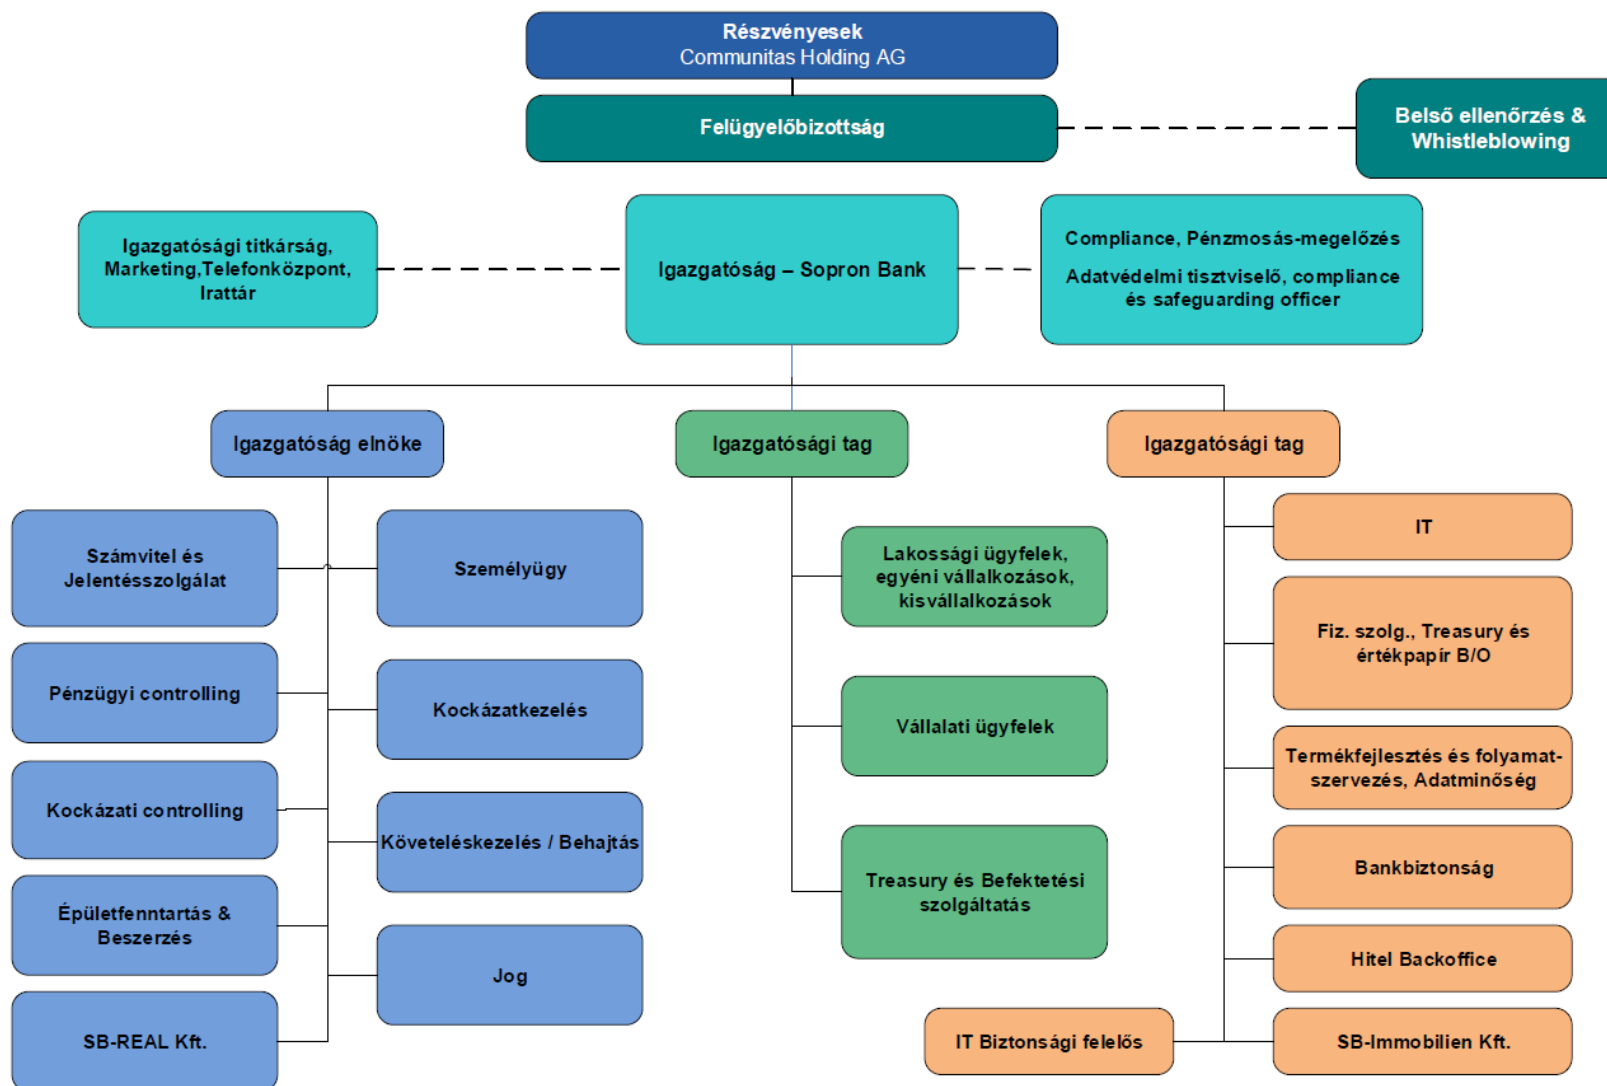 Részvényesek
Communitas Holding AG
Felügyelőbizottság
Belső ellenőrzés &
Whistleblowing
Igazgatósági titkárság,
Marketing,Telefonközpont,
Irattár
Igazgatóság – Sopron Bank
Compliance, Pénzmosás-megelőzés
Adatvédelmi tisztviselő, compliance
és safeguarding officer
Igazgatóság elnöke
Igazgatósági tag
Igazgatósági tag
Számvitel és
Jelentésszolgálat
Személyügy
Pénzügyi controlling
Kockázatkezelés
Kockázati controlling
Követeléskezelés / Behajtás
Épületfenntartás &
Beszerzés
Jog
SB-REAL Kft.
Lakossági ügyfelek,
egyéni vállalkozások,
kisvállalkozások
Vállalati ügyfelek
Treasury és Befektetési
szolgáltatás
IT
Fiz. szolg., Treasury és
értékpapír B/O
Termékfejlesztés és folyamat-
szervezés, Adatminőség
Bankbiztonság
Hitel Backoffice
IT Biztonsági felelős
SB-Immobilien Kft.